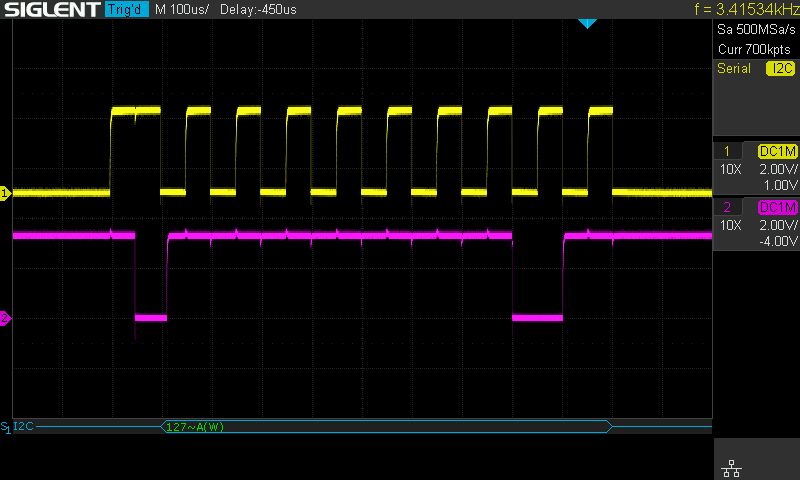 SIGLENT Trig'd M 100us/ Delay:-450us f = 3.41534kHz
Sa 500MSa/s
Curr 700kpts
Serial I2C
1 DC1M
10X 2.00V/
1.00V
2 DC1M
10X 2.00V/
-4.00V
1
2
S1 I2C 127~A(W)